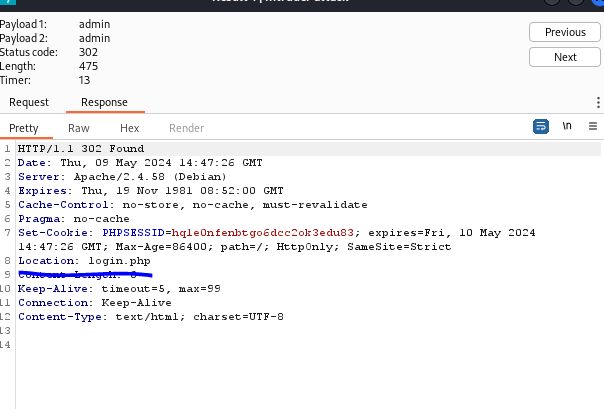 Payload 1: admin
Payload 2: admin
Status code: 302
Length: 475
Timer: 13
Previous
Next
Request Response
Pretty Raw Hex Render
\n
1 HTTP/1.1 302 Found
2 Date: Thu, 09 May 2024 14:47:26 GMT
3 Server: Apache/2.4.58 (Debian)
4 Expires: Thu, 19 Nov 1981 08:52:00 GMT
5 Cache-Control: no-store, no-cache, must-revalidate
6 Pragma: no-cache
7 Set-Cookie: PHPSESSID=hq1e0nfenbtgo6dcc2ok3edu83; expires=Fri, 10 May 2024
14:47:26 GMT; Max-Age=86400; path=/; HttpOnly; SameSite=Strict
8 Location: login.php
9 Content-Length: 0
10 Keep-Alive: timeout=5, max=99
11 Connection: Keep-Alive
12 Content-Type: text/html; charset=UTF-8
13
14